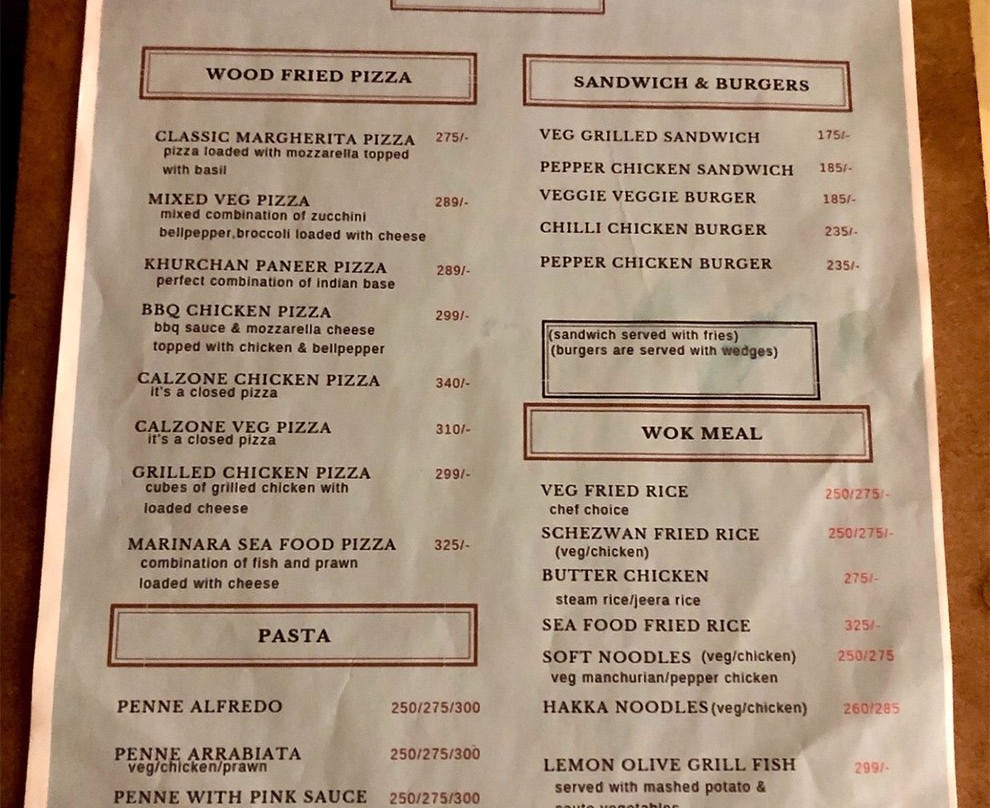 WOOD FRIED PIZZA
CLASSIC MARGHERITA PIZZA 275/-
pizza loaded with mozzarella topped
with basil
MIXED VEG PIZZA 289/-
mixed combination of zucchini
bellpepper,broccoli loaded with cheese
KHURCHAN PANEER PIZZA 289/-
perfect combination of indian base
BBQ CHICKEN PIZZA 299/-
bbq sauce & mozzarella cheese
topped with chicken & bellpepper
CALZONE CHICKEN PIZZA 340/-
it's a closed pizza
CALZONE VEG PIZZA 310/-
it's a closed pizza
GRILLED CHICKEN PIZZA 299/-
cubes of grilled chicken with
loaded cheese
MARINARA SEA FOOD PIZZA 325/-
combination of fish and prawn
loaded with cheese
PASTA
PENNE ALFREDO 250/275/300
PENNE ARRABIATA 250/275/300
veg/chicken/prawn
PENNE WITH PINK SAUCE 250/275/300
SANDWICH & BURGERS
VEG GRILLED SANDWICH 175/-
PEPPER CHICKEN SANDWICH 185/-
VEGGIE VEGGIE BURGER 185/-
CHILLI CHICKEN BURGER 235/-
PEPPER CHICKEN BURGER 235/-
(sandwich served with fries)
(burgers are served with wedges)
WOK MEAL
VEG FRIED RICE 250/275/-
chef choice
SCHEZWAN FRIED RICE 250/275/-
(veg/chicken)
BUTTER CHICKEN 275/-
steam rice/jeera rice
SEA FOOD FRIED RICE 325/-
SOFT NOODLES (veg/chicken) 250/275
veg manchurian/pepper chicken
HAKKA NOODLES(veg/chicken) 260/285
LEMON OLIVE GRILL FISH 299/-
served with mashed potato &
saute vegetables